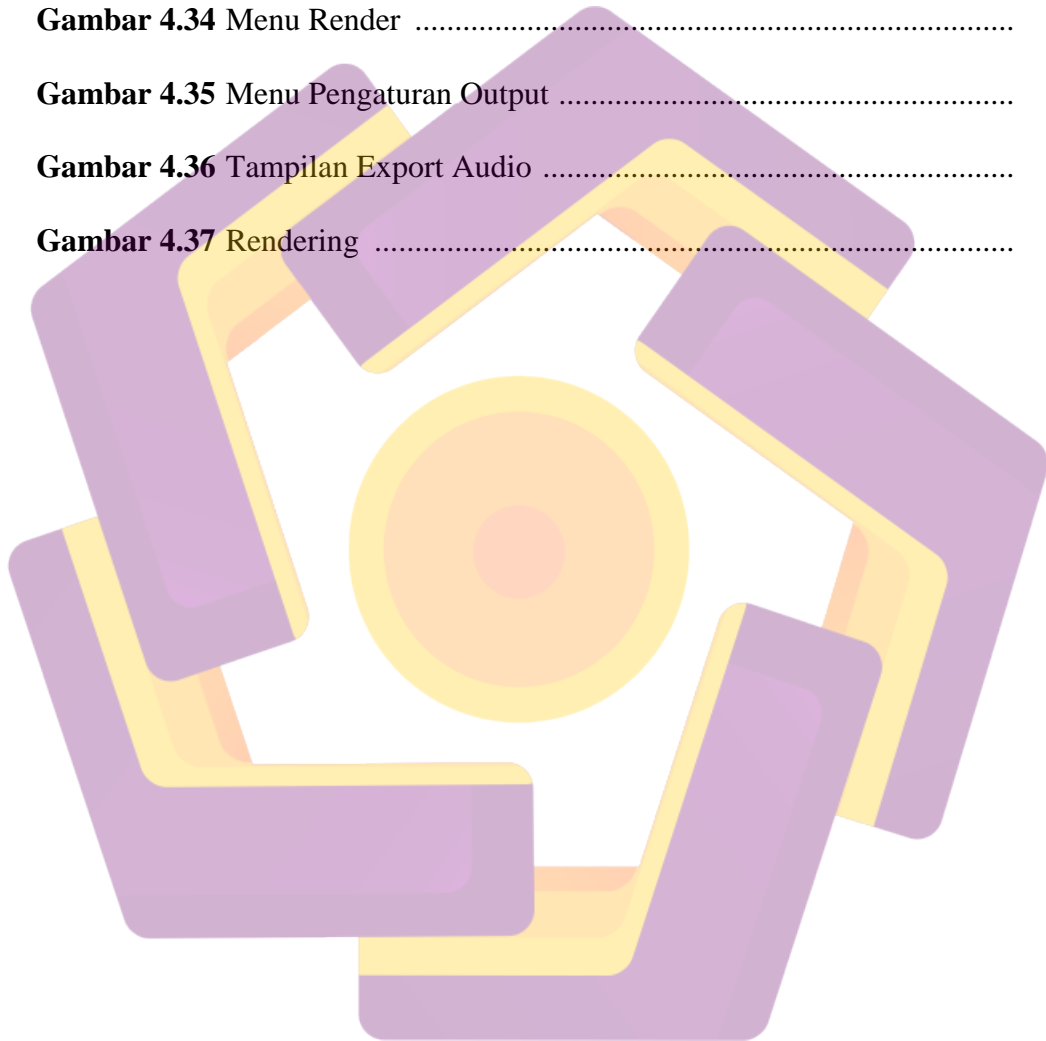 Gambar 4.34 Menu Render ...........................................................................
Gambar 4.35 Menu Pengaturan Output .........................................................
Gambar 4.36 Tampilan Export Audio ...........................................................
Gambar 4.37 Rendering ................................................................................